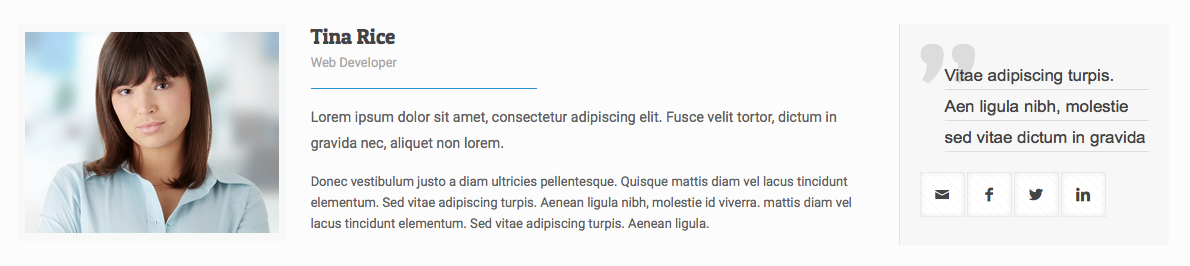 Tina Rice
Web Developer
Lorem ipsum dolor sit amet, consectetur adipiscing elit. Fusce velit tortor, dictum in
gravida nec, aliquet non lorem.
Donec vestibulum justo a diam ultricies pellentesque. Quisque mattis diam vel lacus tincidunt
elementum. Sed vitae adipiscing turpis. Aenean ligula nibh, molestie id viverra. mattis diam vel
lacus tincidunt elementum. Sed vitae adipiscing turpis. Aenean ligula.
Vitae adipiscing turpis.
Aen ligula nibh, molestie
sed vitae dictum in gravida